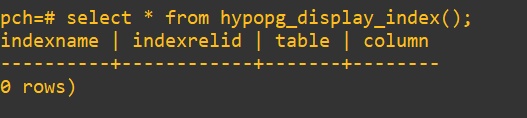 pch=# select * from hypopg_display_index();
indexname | indexrelid | table | column
----------+------------+-------+--------
0 rows)